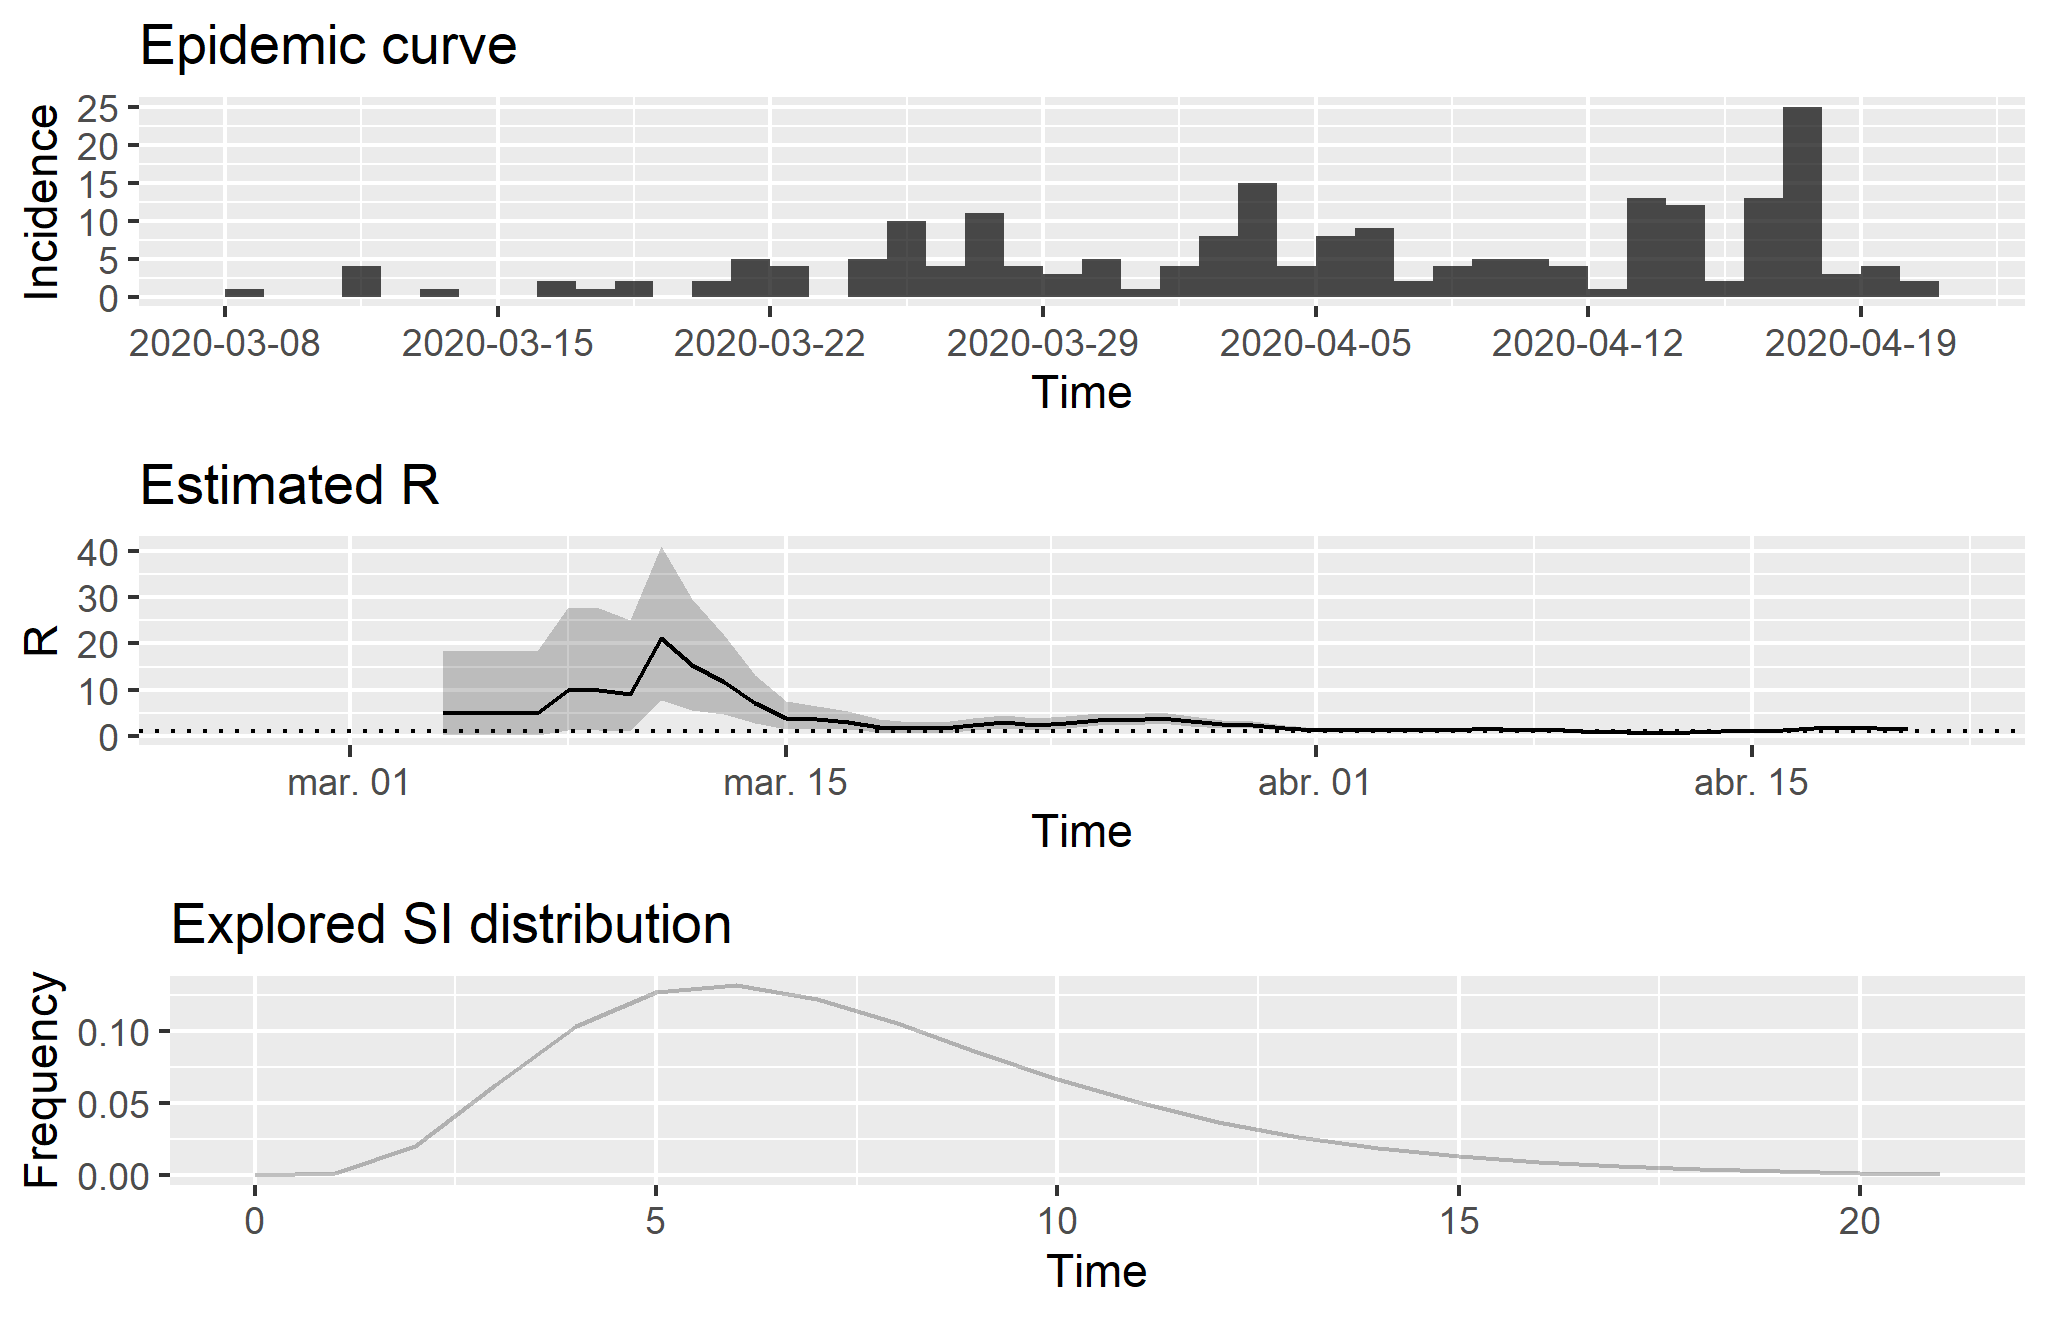 Epidemic curve
Incidence
25
20
15
10
5
0
2020-03-08 2020-03-15 2020-03-22 2020-03-29 2020-04-05 2020-04-12 2020-04-19
Time
Estimated R
R
40
30
20
10
0
mar. 01 mar. 15 abr. 01 abr. 15
Time
Explored SI distribution
Frequency
0.10
0.05
0.00
0 5 10 15 20
Time